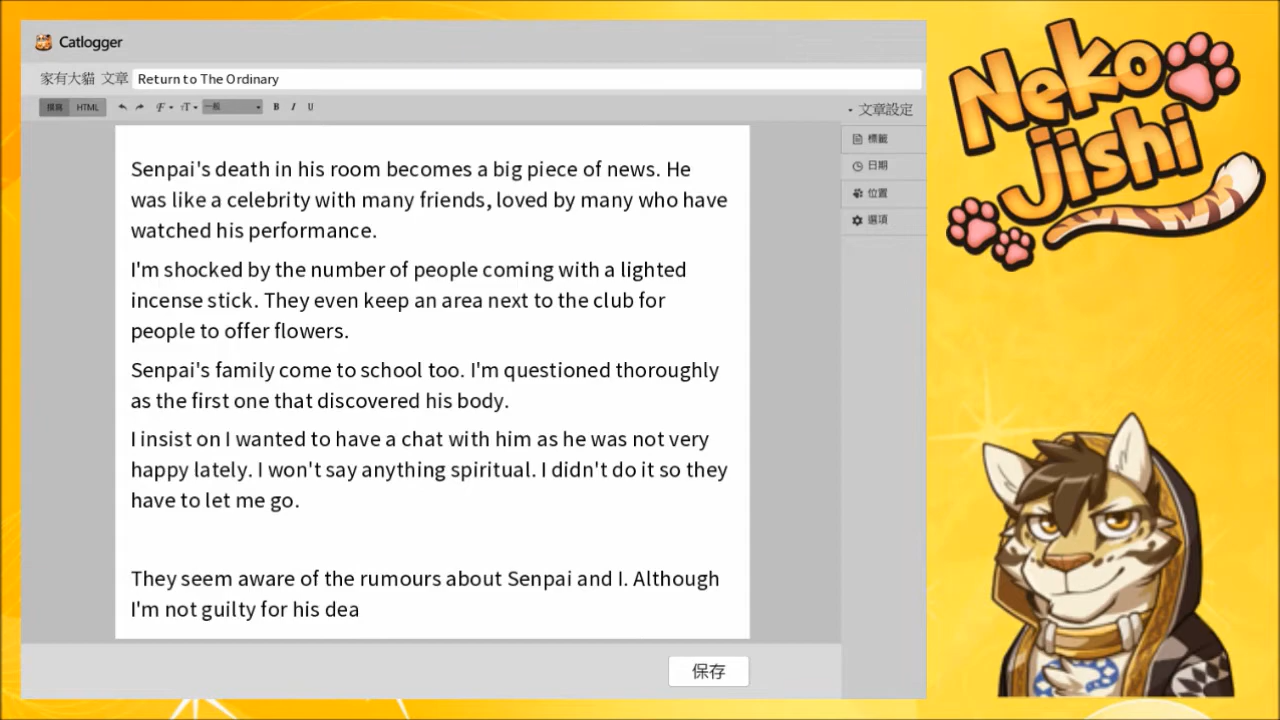 Catlogger
家有大貓 文章 Return to The Ordinary
撰寫 HTML F T 一般 B I U
文章設定
標籤
日期
位置
選項
Senpai's death in his room becomes a big piece of news. He
was like a celebrity with many friends, loved by many who have
watched his performance.
I'm shocked by the number of people coming with a lighted
incense stick. They even keep an area next to the club for
people to offer flowers.
Senpai's family come to school too. I'm questioned thoroughly
as the first one that discovered his body.
I insist on I wanted to have a chat with him as he was not very
happy lately. I won't say anything spiritual. I didn't do it so they
have to let me go.
They seem aware of the rumours about Senpai and I. Although
I'm not guilty for his dea
保存
Neko
jishi